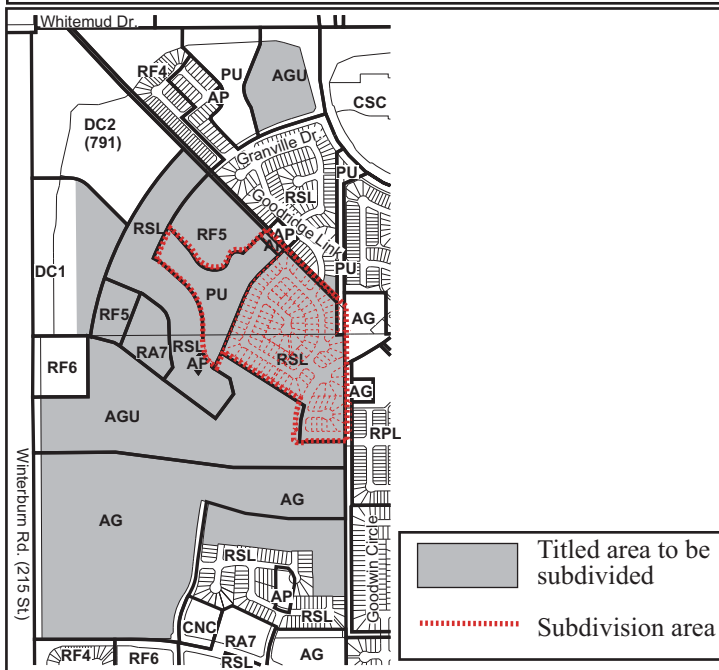 Whitemud Dr.
RF4
PU
AP
AGU
CSC
DC2
(791)
Granville Dr.
PU
RSL
RSL
Goodridge Link
RF5
AP
AP
DC1
PU
PU
RF5
AG
RA7
RSL
AP
RSL
RF6
AG
AGU
RPL
Winterburn Rd. (215 St.)
AG
AG
Goodwin Circle
RSL
AP
RSL
CNC
RA7
RF4
RF6
RSL
AG
Titled area to be
subdivided
Subdivision area